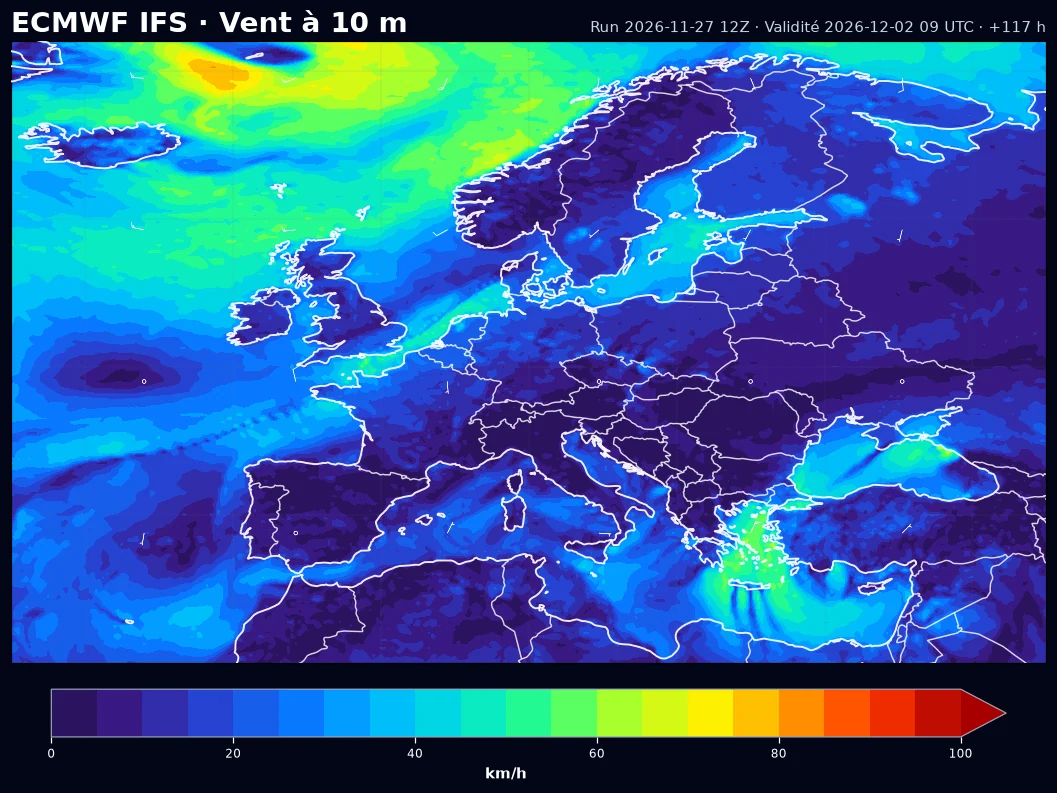 ECMWF IFS · Vent à 10 m
Run 2026-11-27 12Z · Validité 2026-12-02 09 UTC · +117 h
0 20 40 60 80 100
km/h